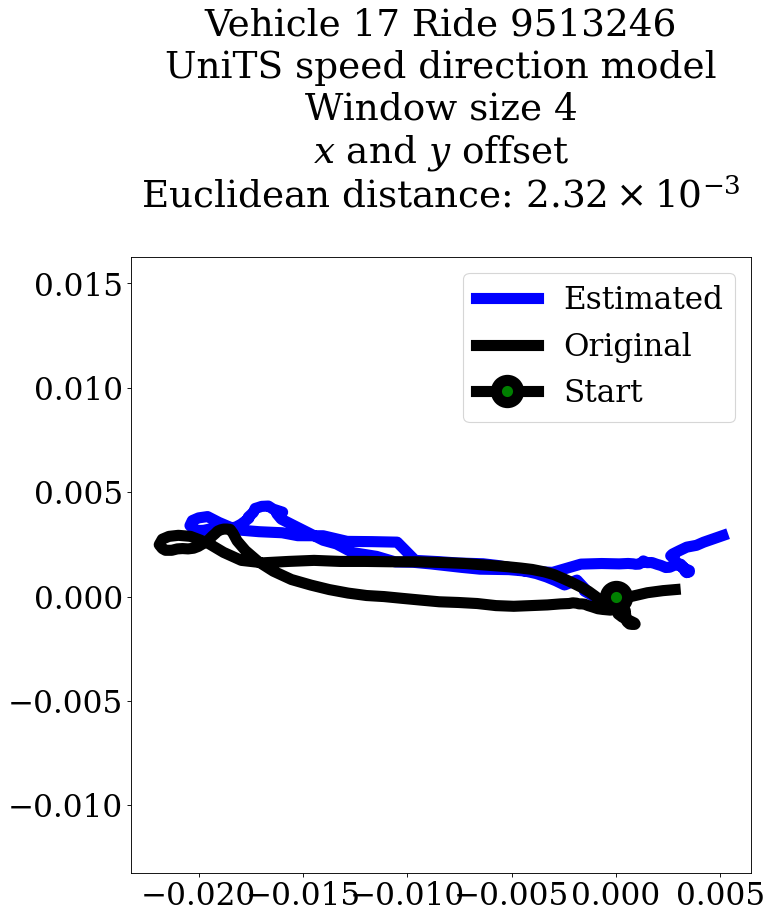 Vehicle 17 Ride 9513246
UniTS speed direction model
Window size 4
x and y offset
Euclidean distance: 2.32 × 10⁻³
Estimated
Original
Start
0.015
0.010
0.005
0.000
−0.005
−0.010
−0.020 −0.015 −0.010 −0.005 0.000 0.005